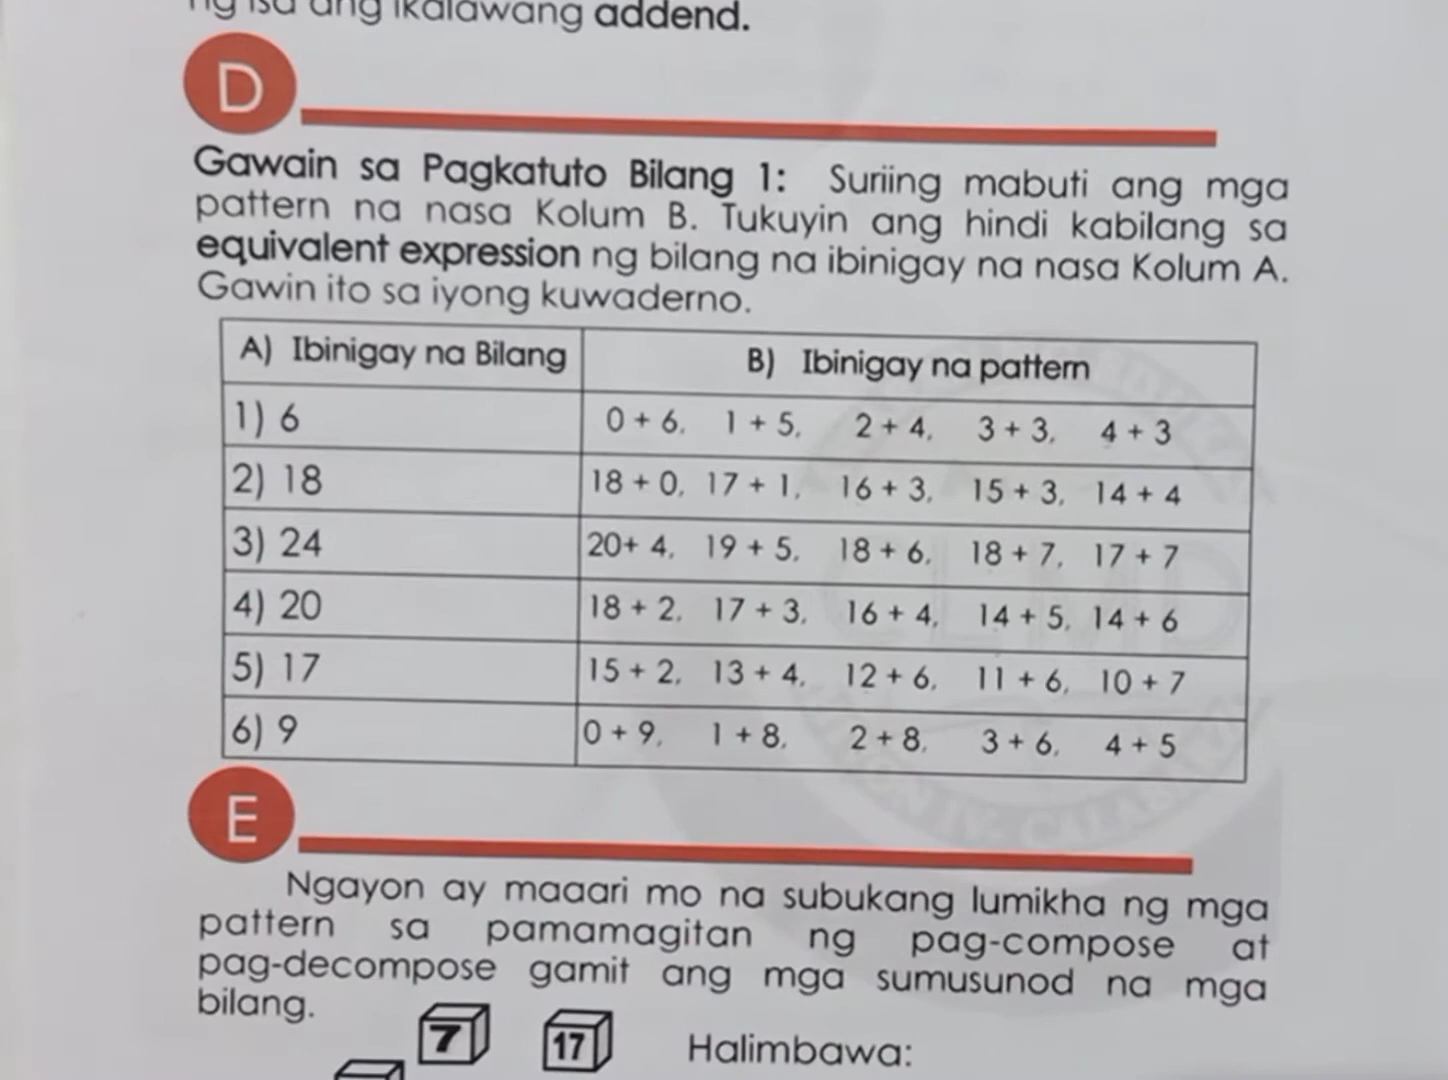 ng isa ang ikalawang addend.
D
Gawain sa Pagkatuto Bilang 1: Suriing mabuti ang mga
pattern na nasa Kolum B. Tukuyin ang hindi kabilang sa
equivalent expression ng bilang na ibinigay na nasa Kolum A.
Gawin ito sa iyong kuwaderno.
A) Ibinigay na Bilang B) Ibinigay na pattern
1) 6 0 + 6, 1 + 5, 2 + 4, 3 + 3, 4 + 3
2) 18 18 + 0, 17 + 1, 16 + 3, 15 + 3, 14 + 4
3) 24 20+ 4, 19 + 5, 18 + 6, 18 + 7, 17 + 7
4) 20 18 + 2, 17 + 3, 16 + 4, 14 + 5, 14 + 6
5) 17 15 + 2, 13 + 4, 12 + 6, 11 + 6, 10 + 7
6) 9 0 + 9, 1 + 8, 2 + 8, 3 + 6, 4 + 5
E
Ngayon ay maaari mo na subukang lumikha ng mga
pattern sa pamamagitan ng pag-compose at
pag-decompose gamit ang mga sumusunod na mga
bilang.
7 17 Halimbawa: